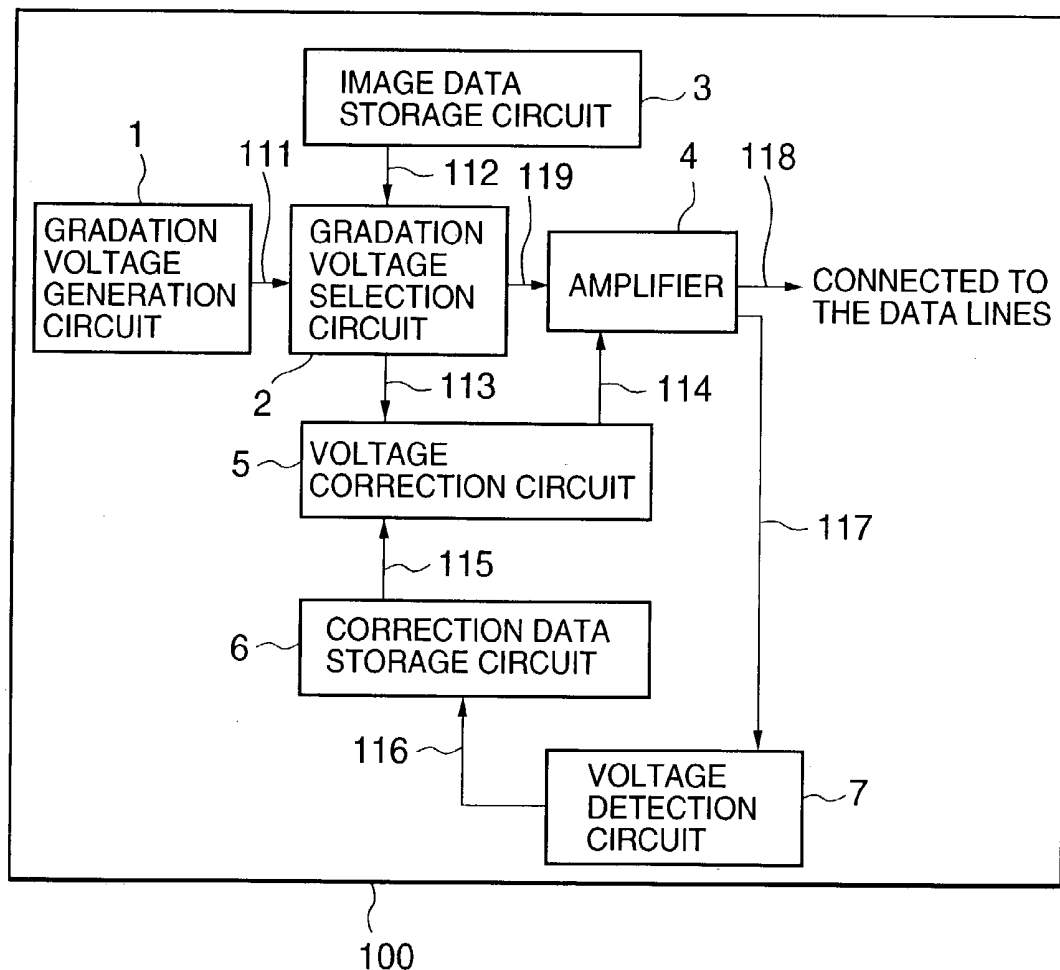 IMAGE DATA
STORAGE CIRCUIT
3
1
111
112
119
4
118
GRADATION
VOLTAGE
GENERATION
CIRCUIT
GRADATION
VOLTAGE
SELECTION
CIRCUIT
AMPLIFIER
CONNECTED TO
THE DATA LINES
2
113
114
5
VOLTAGE
CORRECTION CIRCUIT
117
115
6
CORRECTION DATA
STORAGE CIRCUIT
116
VOLTAGE
DETECTION
CIRCUIT
7
100